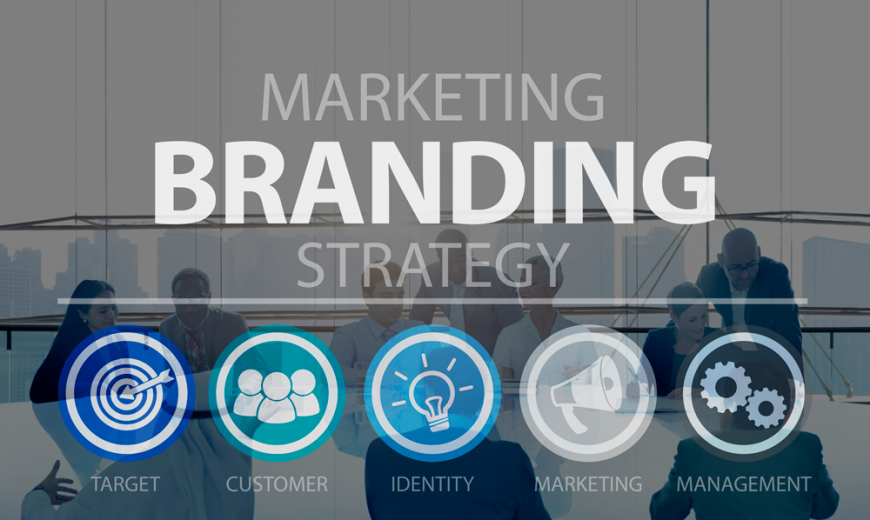 MARKETING
BRANDING
STRATEGY
TARGET
CUSTOMER
IDENTITY
MARKETING
MANAGEMENT